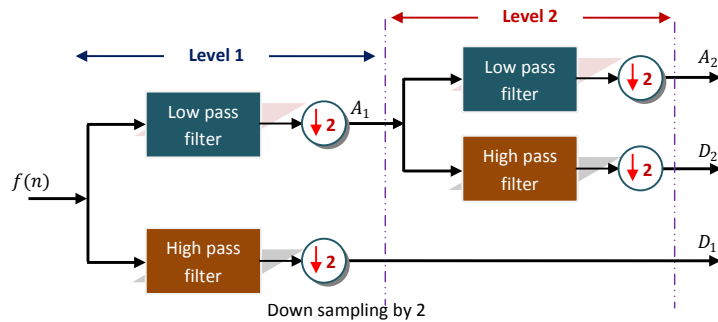 Level 2
Level 1
Low pass
filter
↓ 2
A₂
Low pass
filter
↓ 2
A₁
High pass
filter
↓ 2
D₂
f(n)
High pass
filter
↓ 2
D₁
Down sampling by 2